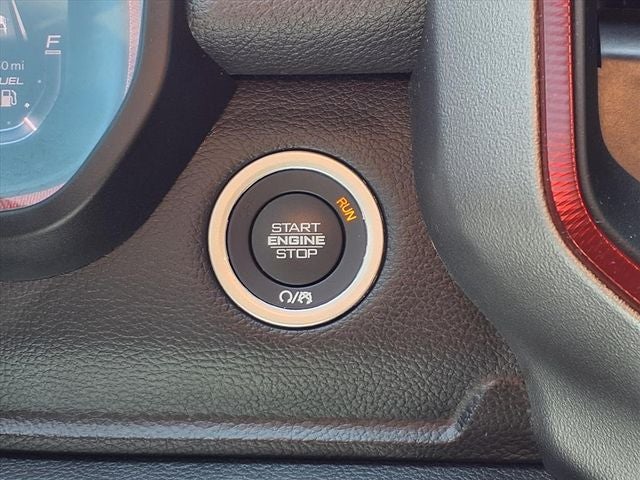 F
0 mi
UEL
RUN
START
ENGINE
STOP